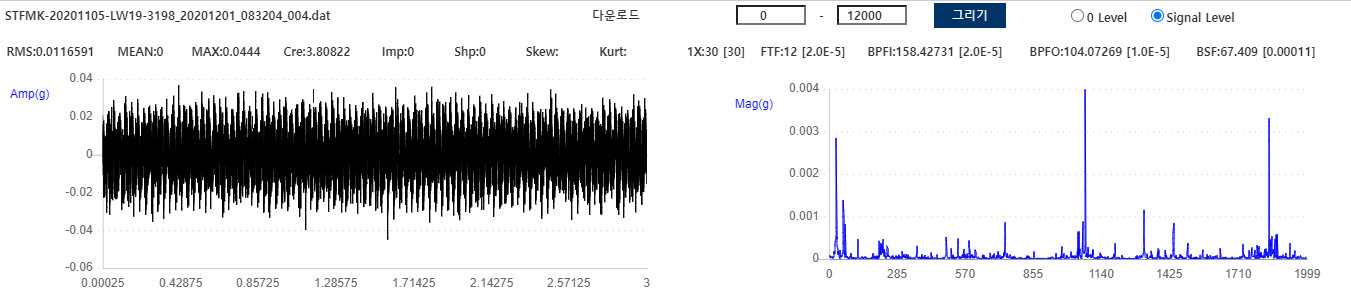 STFMK-20201105-LW19-3198_20201201_083204_004.dat 다운로드 0 - 12000 그리기 0 Level Signal Level
RMS:0.0116591 MEAN:0 MAX:0.0444 Cre:3.80822 Imp:0 Shp:0 Skew: Kurt: 1X:30 [30] FTF:12 [2.0E-5] BPFI:158.42731 [2.0E-5] BPFO:104.07269 [1.0E-5] BSF:67.409 [0.00011]
Amp(g)
0.04
0.02
0
-0.02
-0.04
-0.06
0.00025 0.42875 0.85725 1.28575 1.71425 2.14275 2.57125 3
Mag(g)
0.004
0.003
0.002
0.001
0
0 285 570 855 1140 1425 1710 1999